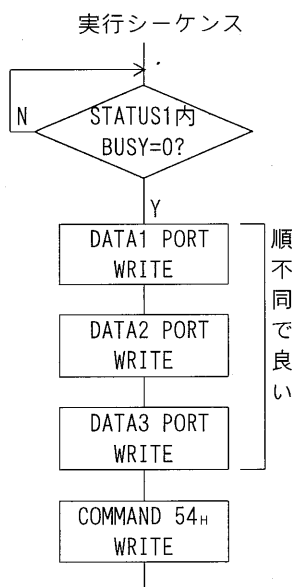 実行シーケンス
N
STATUS1内
BUSY=0?
Y
DATA1 PORT
WRITE
DATA2 PORT
WRITE
DATA3 PORT
WRITE
順不同で良い
COMMAND 54H
WRITE